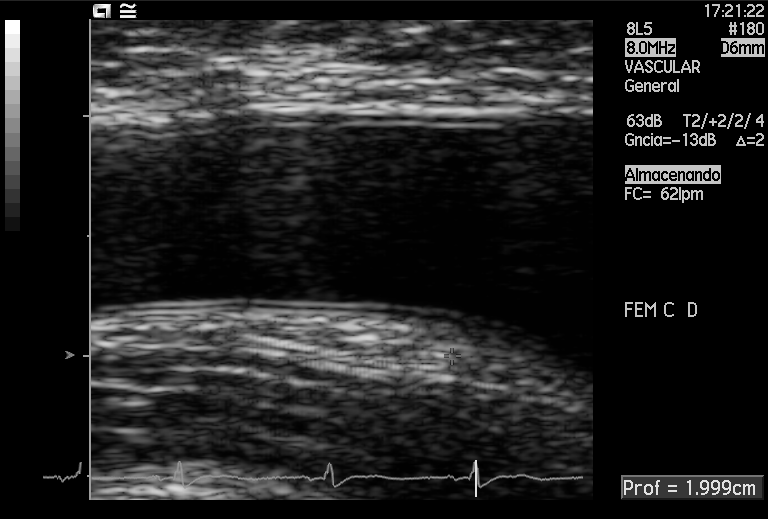 17:21:22
8L5 #180
8.0MHz 06mm
VASCULAR
General
63dB T2/+2/2/ 4
Gncia=-13dB Δ=2
Almacenando
FC= 62lpm
FEM C D
Prof = 1.999cm